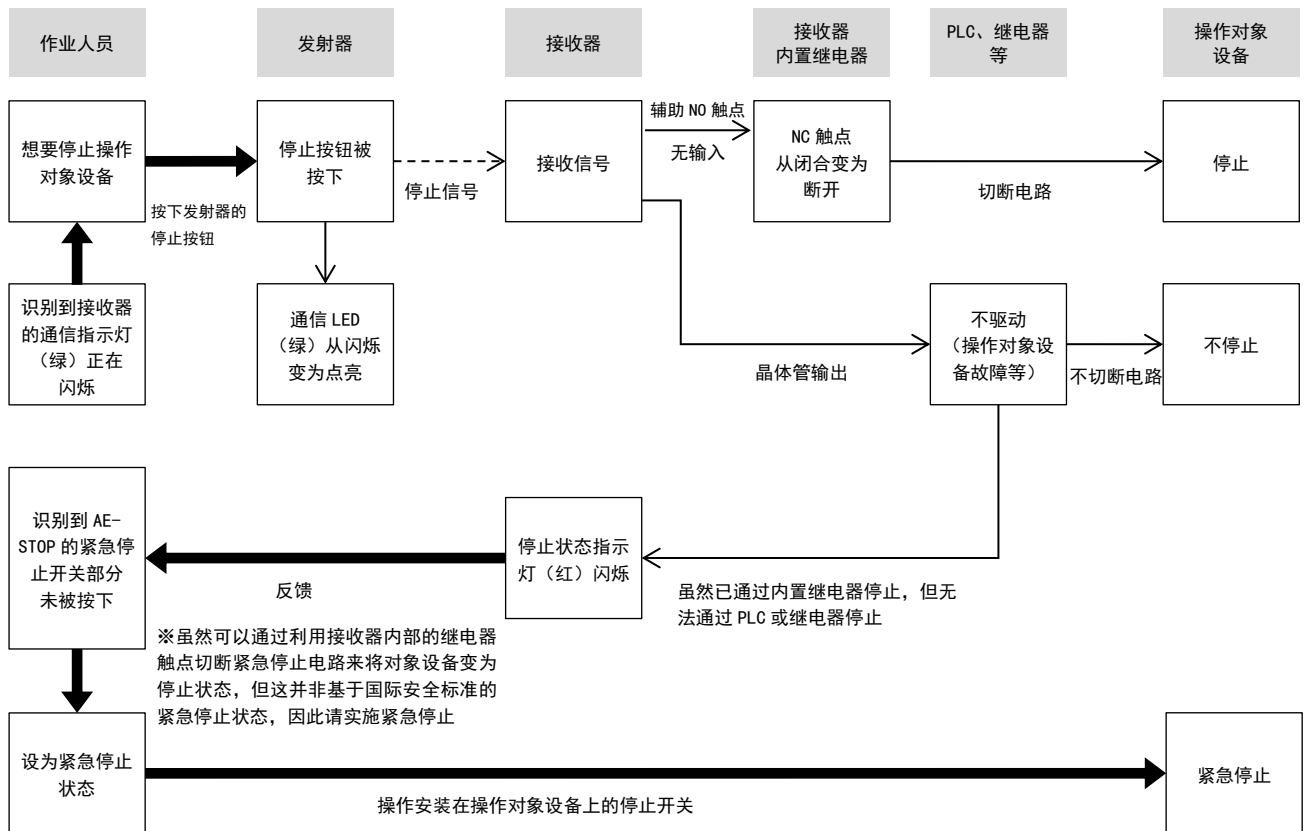 作业人员
发射器
接收器
接收器
内置继电器
PLC、继电器
等
操作对象
设备
想要停止操作
对象设备
按下发射器的
停止按钮
停止按钮被
按下
停止信号
接收信号
辅助 NO 触点
无输入
NC 触点
从闭合变为
断开
切断电路
停止
识别到接收器
的通信指示灯
（绿）正在
闪烁
通信 LED
（绿）从闪烁
变为点亮
晶体管输出
不驱动
（操作对象设
备故障等）
不切断电路
不停止
识别到 AE-
STOP 的紧急停
止开关部分
未被按下
反馈
停止状态指示
灯（红）闪烁
虽然已通过内置继电器停止，但无
法通过 PLC 或继电器停止
※虽然可以通过利用接收器内部的继电器
触点切断紧急停止电路来将对象设备变为
停止状态，但这并非基于国际安全标准的
紧急停止状态，因此请实施紧急停止
设为紧急停止
状态
操作安装在操作对象设备上的停止开关
紧急停止